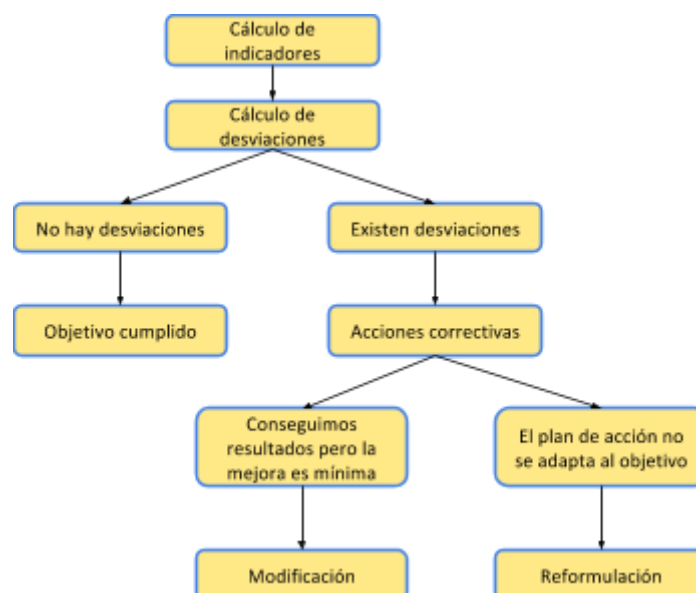 Cálculo de
indicadores
Cálculo de
desviaciones
No hay desviaciones
Existen desviaciones
Objetivo cumplido
Acciones correctivas
Conseguimos
resultados pero la
mejora es mínima
El plan de acción no
se adapta al objetivo
Modificación
Reformulación